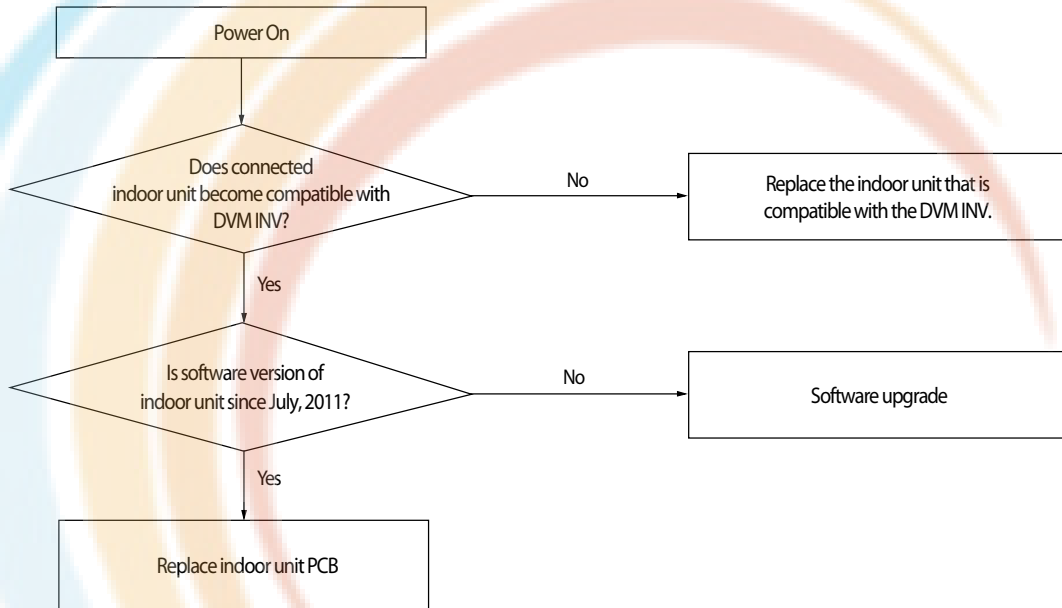 Power On
Does connected
indoor unit become compatible with
DVM INV?
No
Replace the indoor unit that is
compatible with the DVM INV.
Yes
Is software version of
indoor unit since July, 2011?
No
Software upgrade
Yes
Replace indoor unit PCB